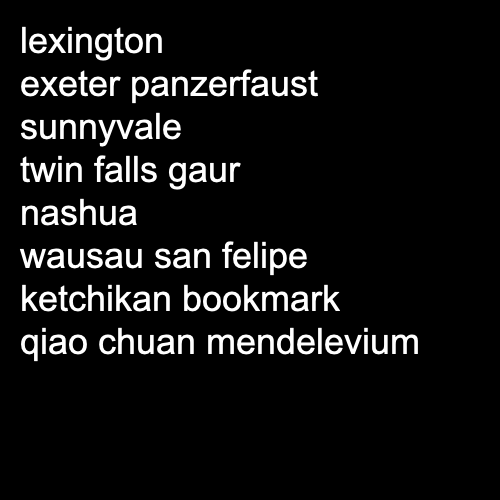 lexington
exeter panzerfaust
sunnyvale
twin falls gaur
nashua
wausau san felipe
ketchikan bookmark
qiao chuan mendelevium